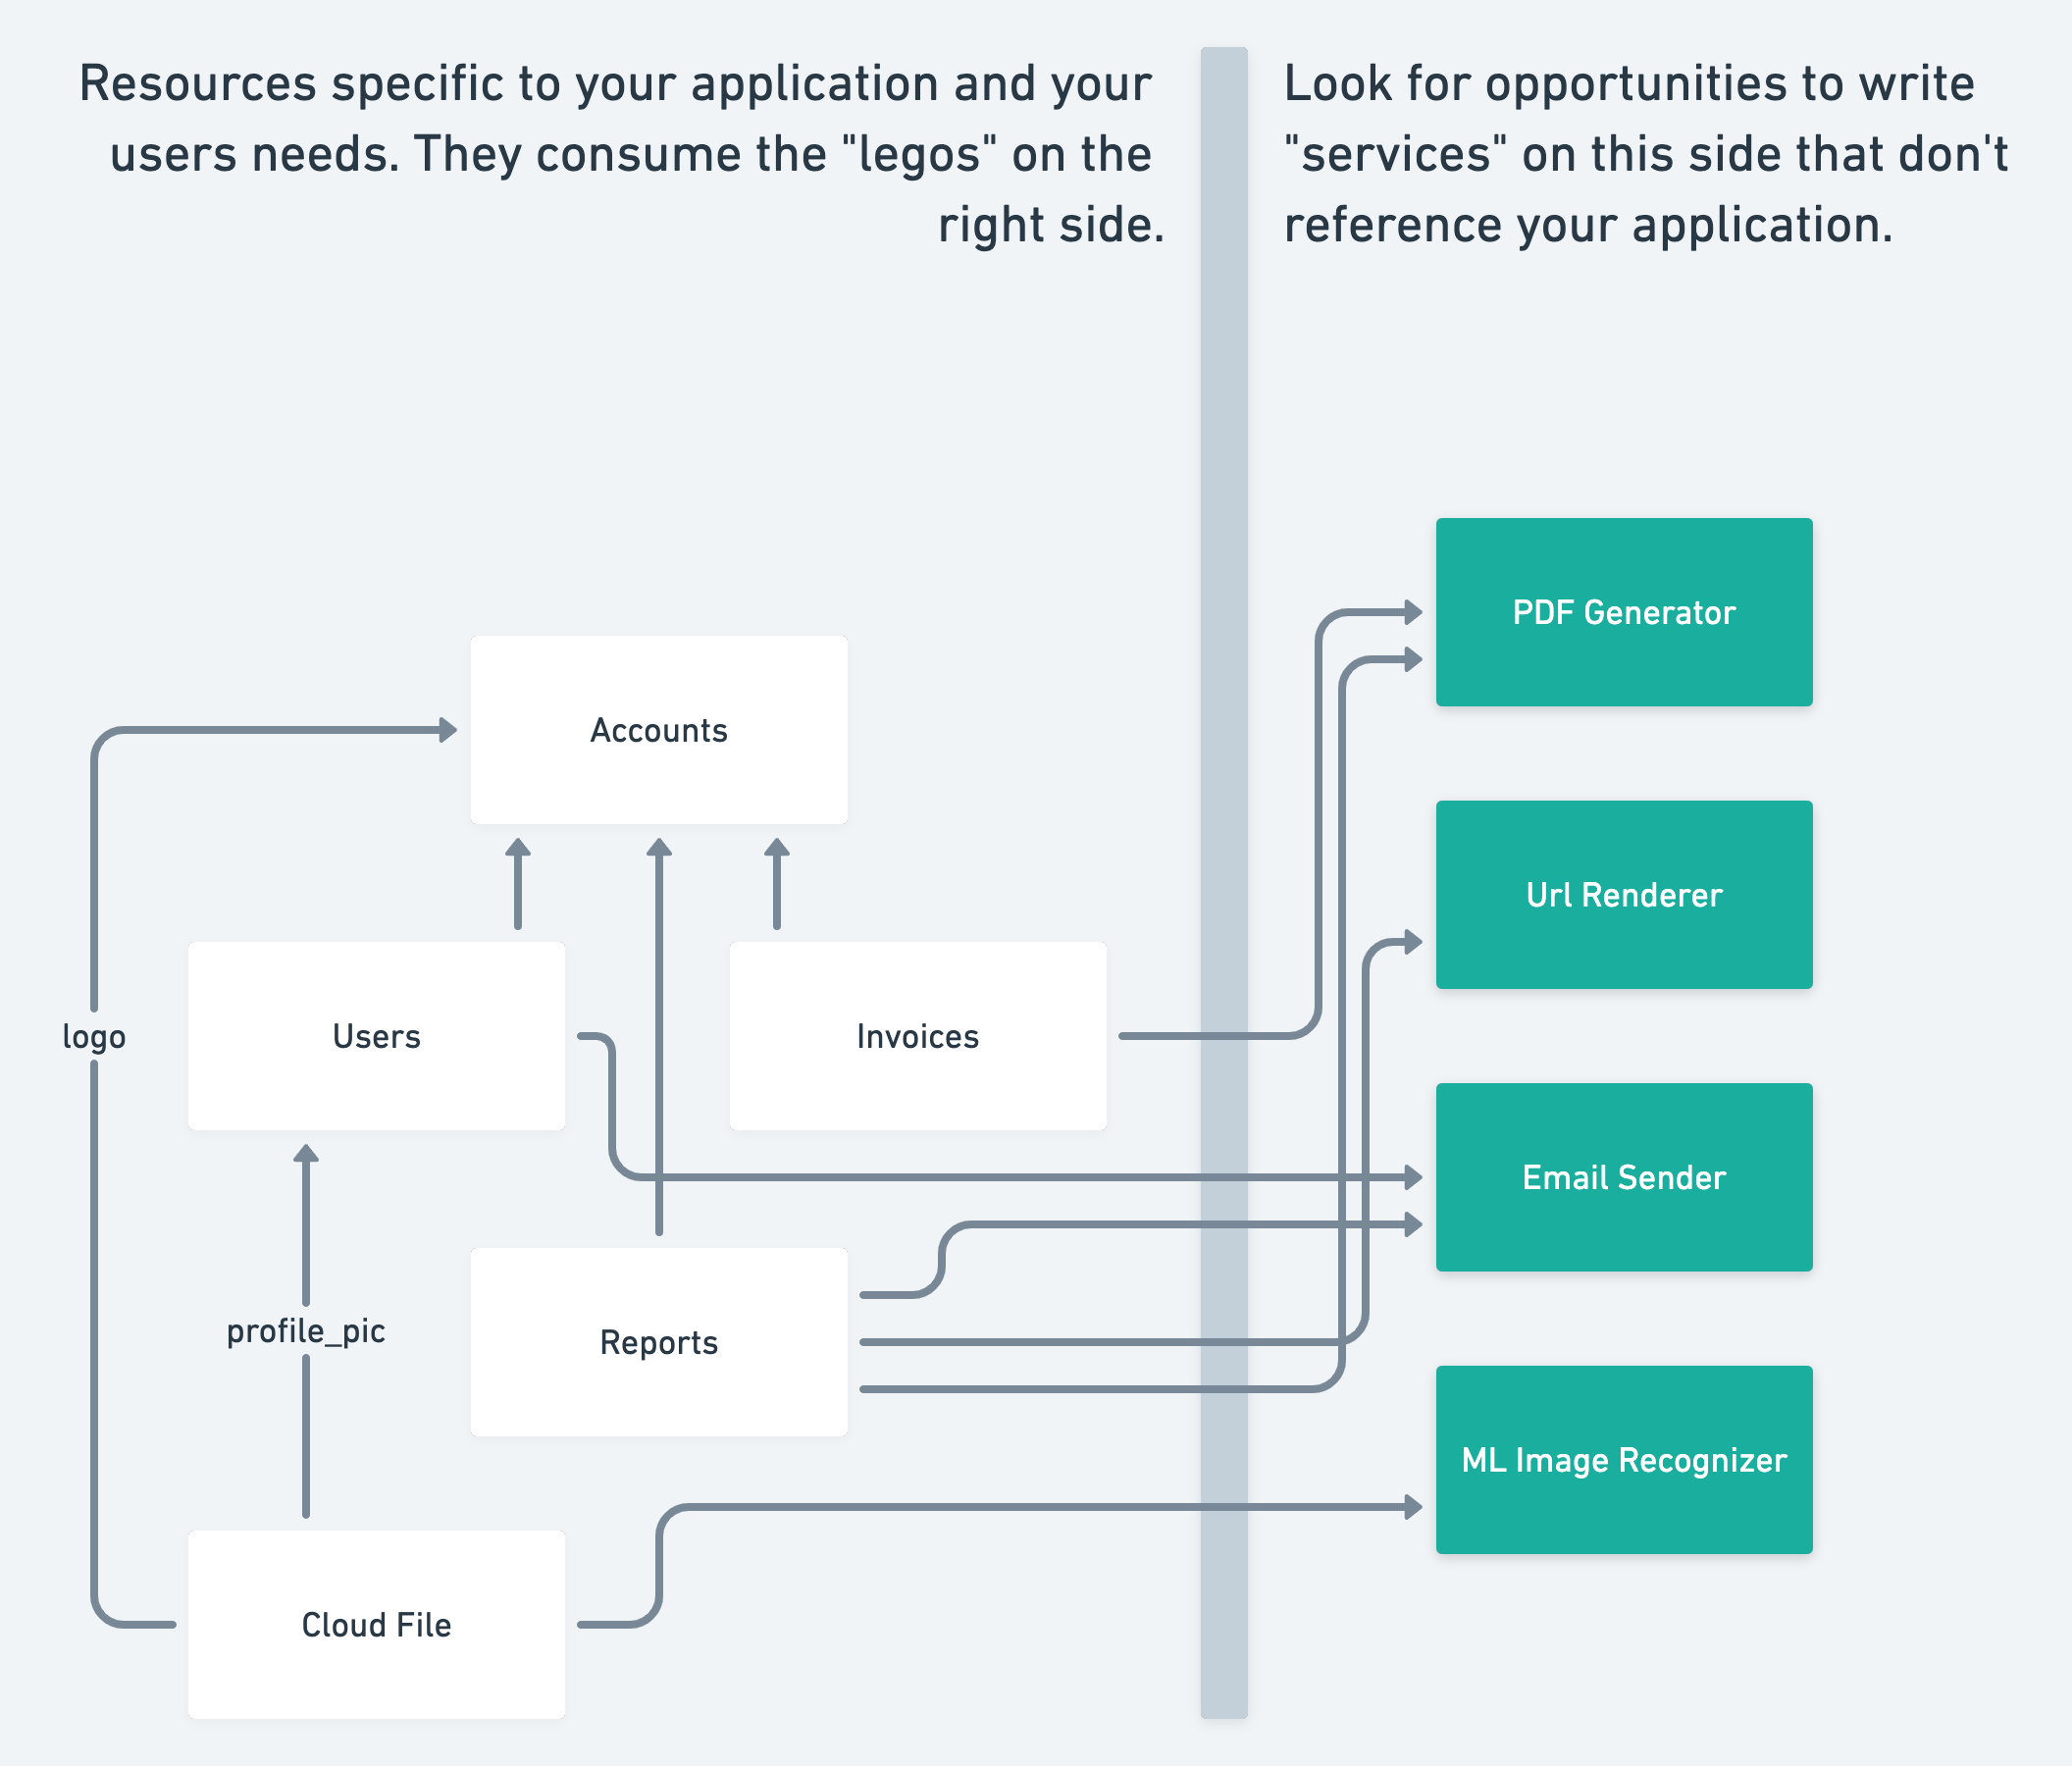 Resources specific to your application and your
users needs. They consume the "legos" on the
right side.
Look for opportunities to write
"services" on this side that don't
reference your application.
PDF Generator
Accounts
Url Renderer
logo
Users
Invoices
Email Sender
profile_pic
Reports
ML Image Recognizer
Cloud File